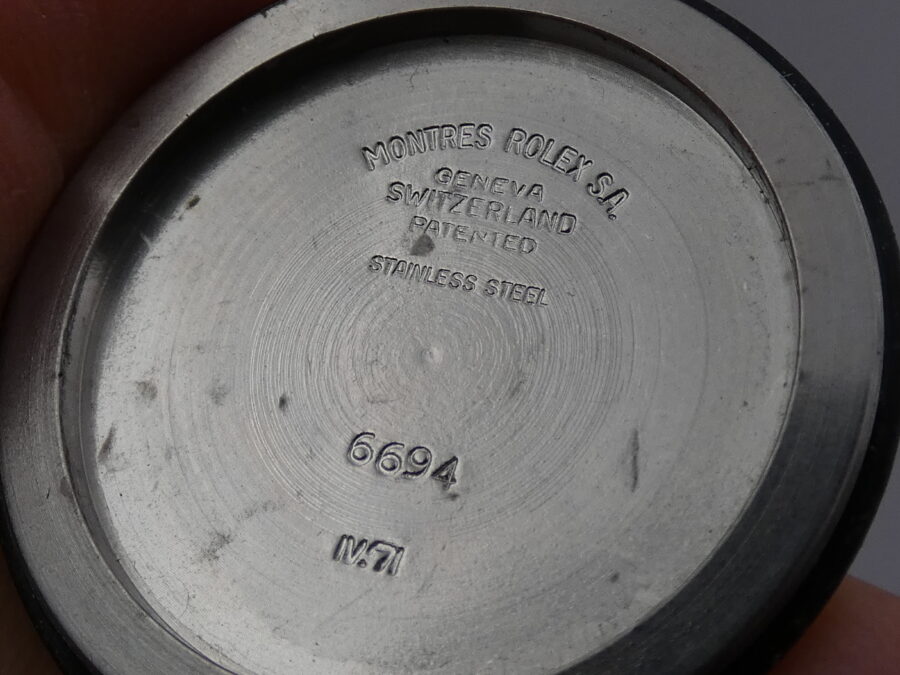 MONTRES ROLEX S.A.
GENEVA
SWITZERLAND
PATENTED
STAINLESS STEEL
6694
IV.71